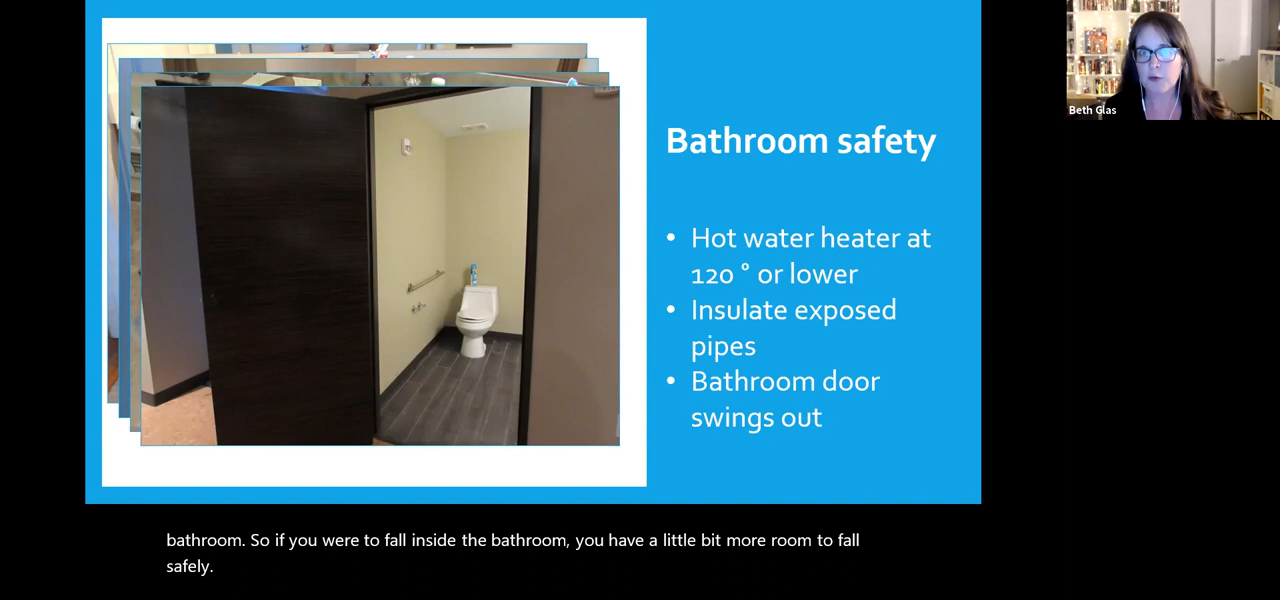 Bathroom safety
• Hot water heater at
120 ° or lower
• Insulate exposed
pipes
• Bathroom door
swings out
Beth Glas
bathroom. So if you were to fall inside the bathroom, you have a little bit more room to fall
safely.